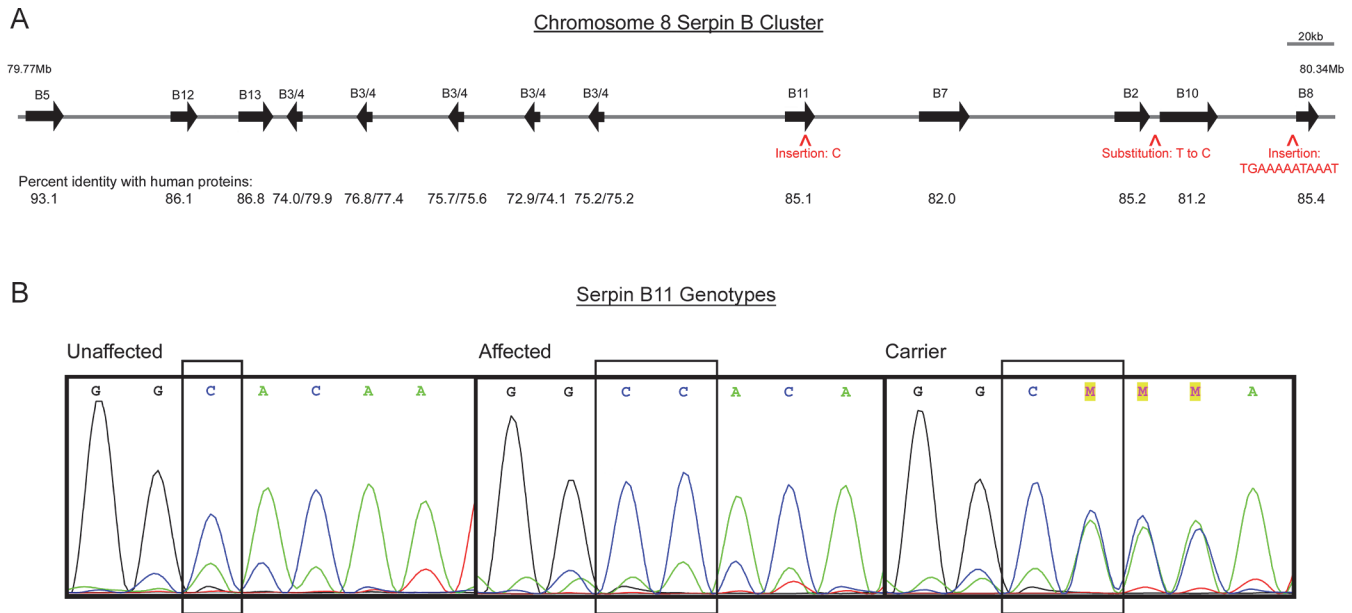 A
Chromosome 8 Serpin B Cluster
20kb
79.77Mb
80.34Mb
B5 B12 B13 B3/4 B3/4 B3/4 B3/4 B3/4 B11 B7 B2 B10 B8
^ ^ ^
Insertion: C Substitution: T to C Insertion:
TGAAAAATAAAT
Percent identity with human proteins:
93.1 86.1 86.8 74.0/79.9 76.8/77.4 75.7/75.6 72.9/74.1 75.2/75.2 85.1 82.0 85.2 81.2 85.4
B
Serpin B11 Genotypes
Unaffected Affected Carrier
G G C A C A A G G C C A C A G G C M M M A